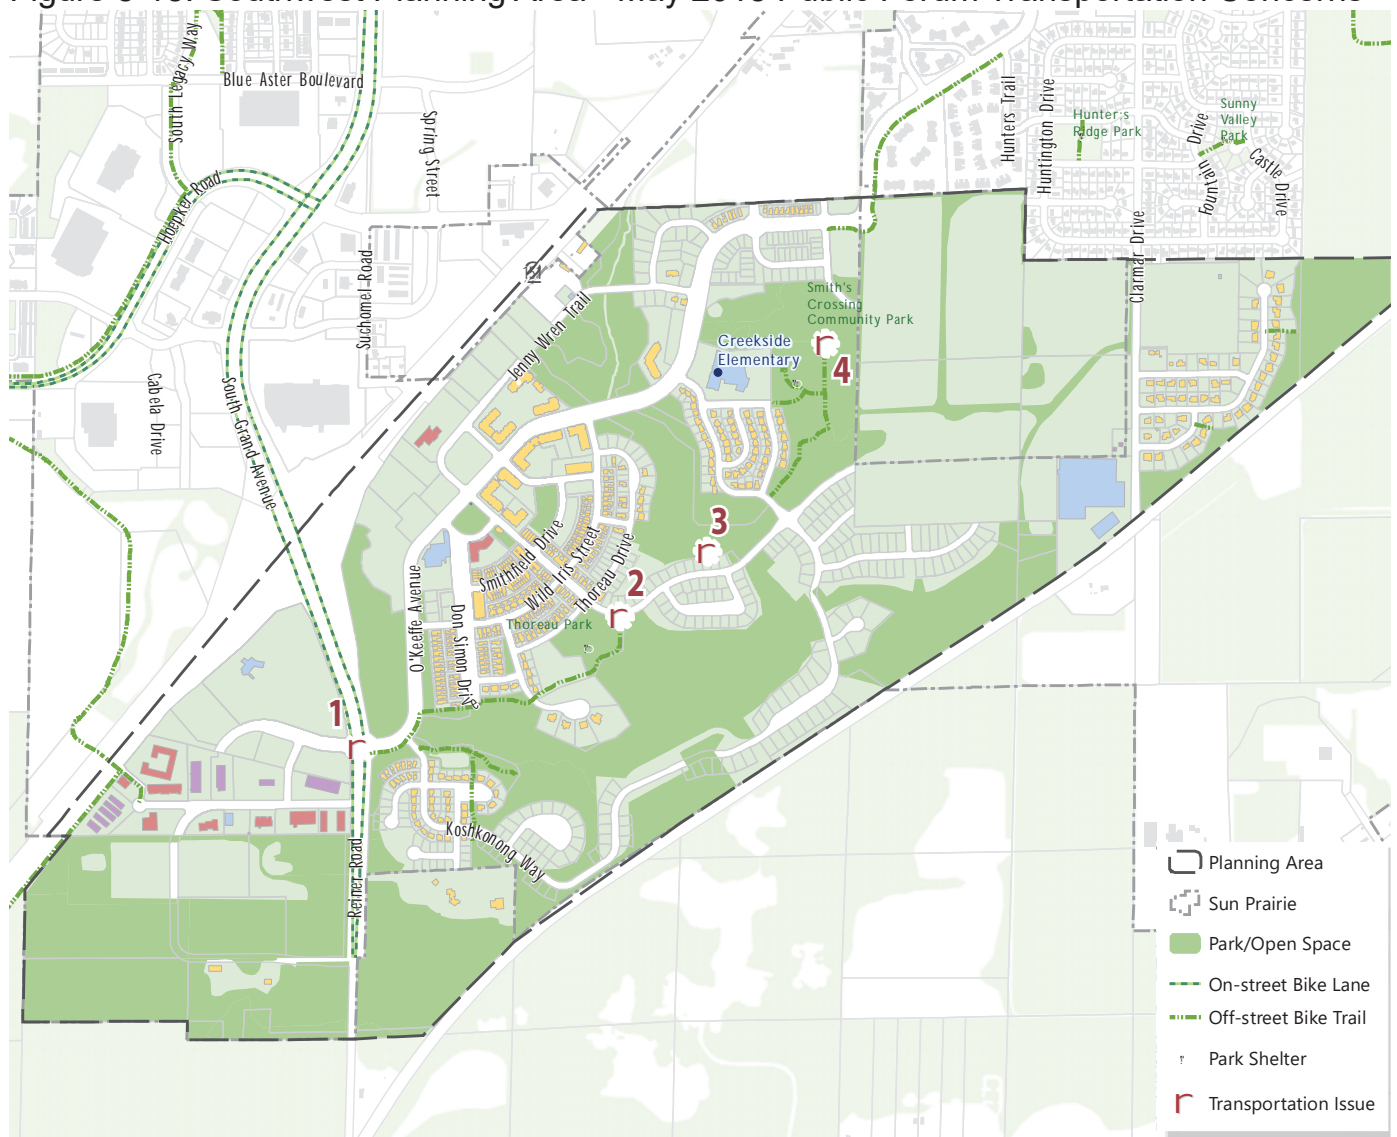 South Legacy Way
Blue Aster Boulevard
Spring Street
Hoepker Road
Suchomel Road
Cabela Drive
South Grand Avenue
Hunters Trail
Huntington Drive
Hunter:s
Ridge Park
Sunny
Valley
Park
Fountain Drive
Castle Drive
Clarmar Drive
151
Jenny Wren Trail
Smith's
Crossing
Community Park
Creekside
Elementary
4
3
2
1
Smithfield Drive
Wild Iris Street
Thoreau Drive
Thoreau Park
O'Keeffe Avenue
Don Simon Drive
Koshkonong Way
Reiner Road
Planning Area
Sun Prairie
Park/Open Space
On-street Bike Lane
Off-street Bike Trail
Park Shelter
Transportation Issue